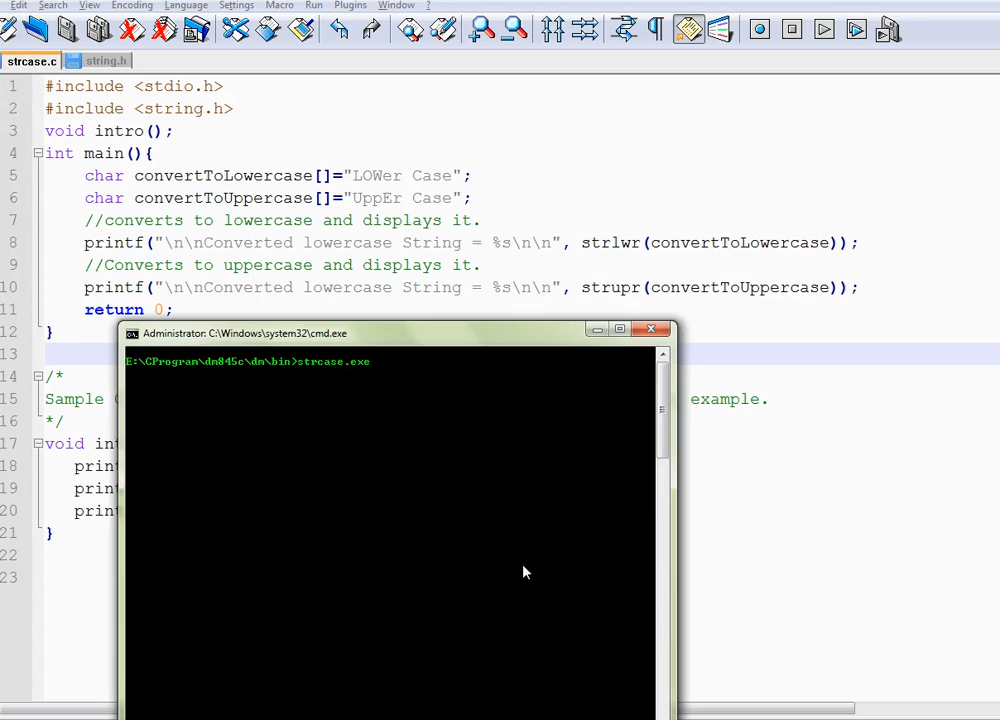 Edit Search View Encoding Language Settings Macro Run Plugins Window ?
strcase.c string.h
1 #include <stdio.h>
2 #include <string.h>
3 void intro();
4 int main(){
5 char convertToLowercase[]="LOWer Case";
6 char convertToUppercase[]="UppEr Case";
7 //converts to lowercase and displays it.
8 printf("\n\nConverted lowercase String = %s\n\n", strlwr(convertToLowercase));
9 //Converts to uppercase and displays it.
10 printf("\n\nConverted lowercase String = %s\n\n", strupr(convertToUppercase));
11 return 0;
12 }
Administrator: C:\Windows\system32\cmd.exe
E:\CProgram\dm845c\dm\bin>strcase.exe
13
14 /*
15 Sample example.
16 */
17 void in
18 prin
19 prin
20 prin
21 }
22
23